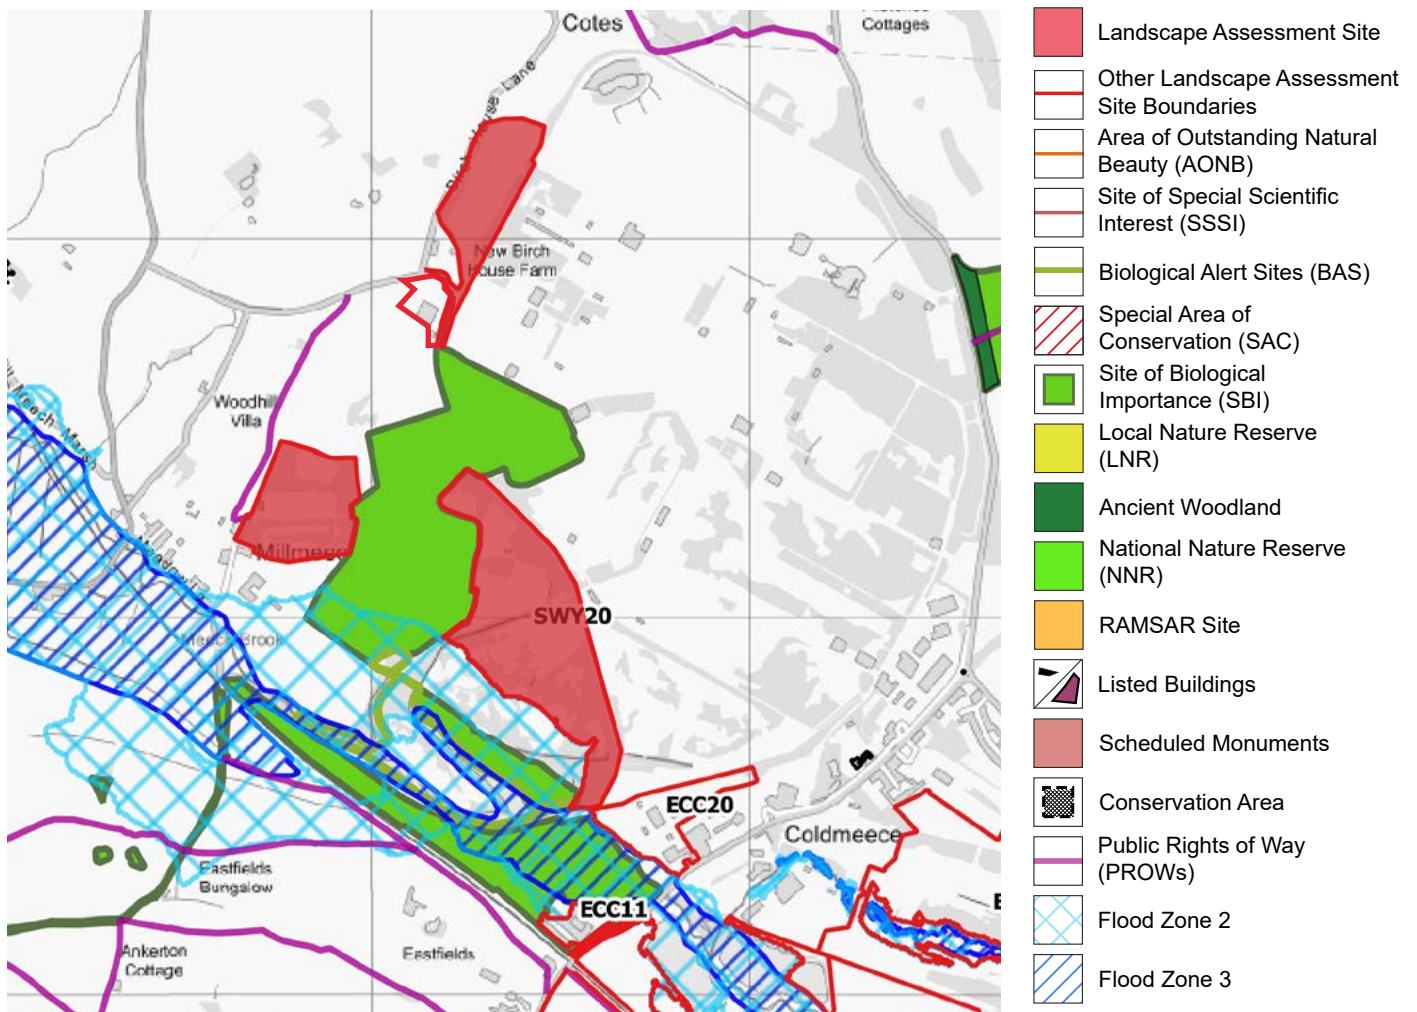 Cotes
Cottages
New Birch
House Farm
Woodhill
Villa
Millmeec
SWY20
Meece Brook
ECC20
Coldmeece
Eastfields
Bungalow
ECC11
E
Ankerton
Cottage
Eastfields
Landscape Assessment Site
Other Landscape Assessment
Site Boundaries
Area of Outstanding Natural
Beauty (AONB)
Site of Special Scientific
Interest (SSSI)
Biological Alert Sites (BAS)
Special Area of
Conservation (SAC)
Site of Biological
Importance (SBI)
Local Nature Reserve
(LNR)
Ancient Woodland
National Nature Reserve
(NNR)
RAMSAR Site
Listed Buildings
Scheduled Monuments
Conservation Area
Public Rights of Way
(PROWs)
Flood Zone 2
Flood Zone 3